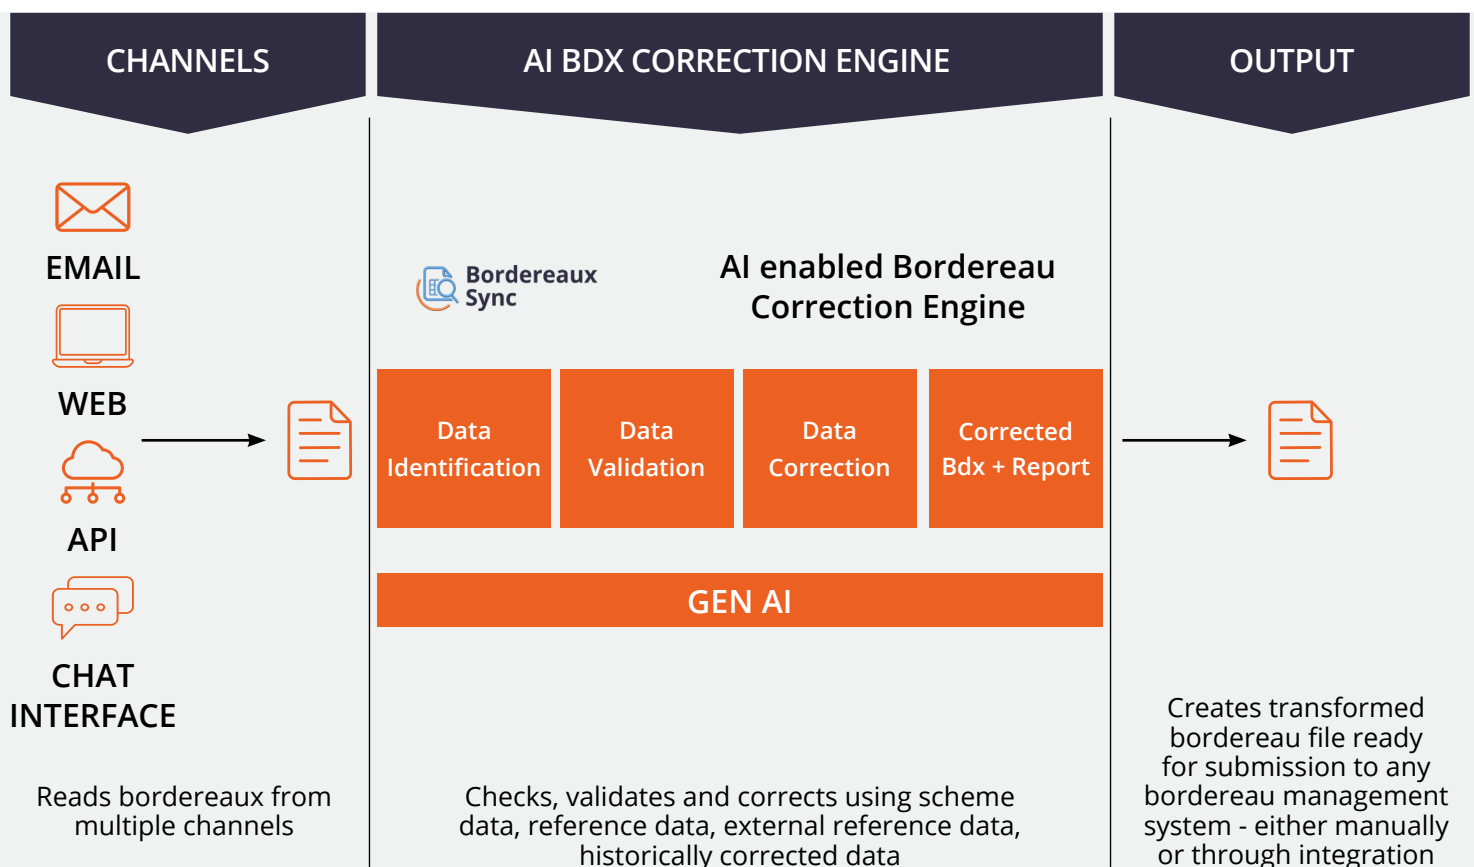 CHANNELS
AI BDX CORRECTION ENGINE
OUTPUT
EMAIL
WEB
API
CHAT
INTERFACE
Reads bordereaux from
multiple channels
Bordereaux
Sync
AI enabled Bordereau
Correction Engine
Data
Identification
Data
Validation
Data
Correction
Corrected
Bdx + Report
GEN AI
Checks, validates and corrects using scheme
data, reference data, external reference data,
historically corrected data
Creates transformed
bordereau file ready
for submission to any
bordereau management
system - either manually
or through integration